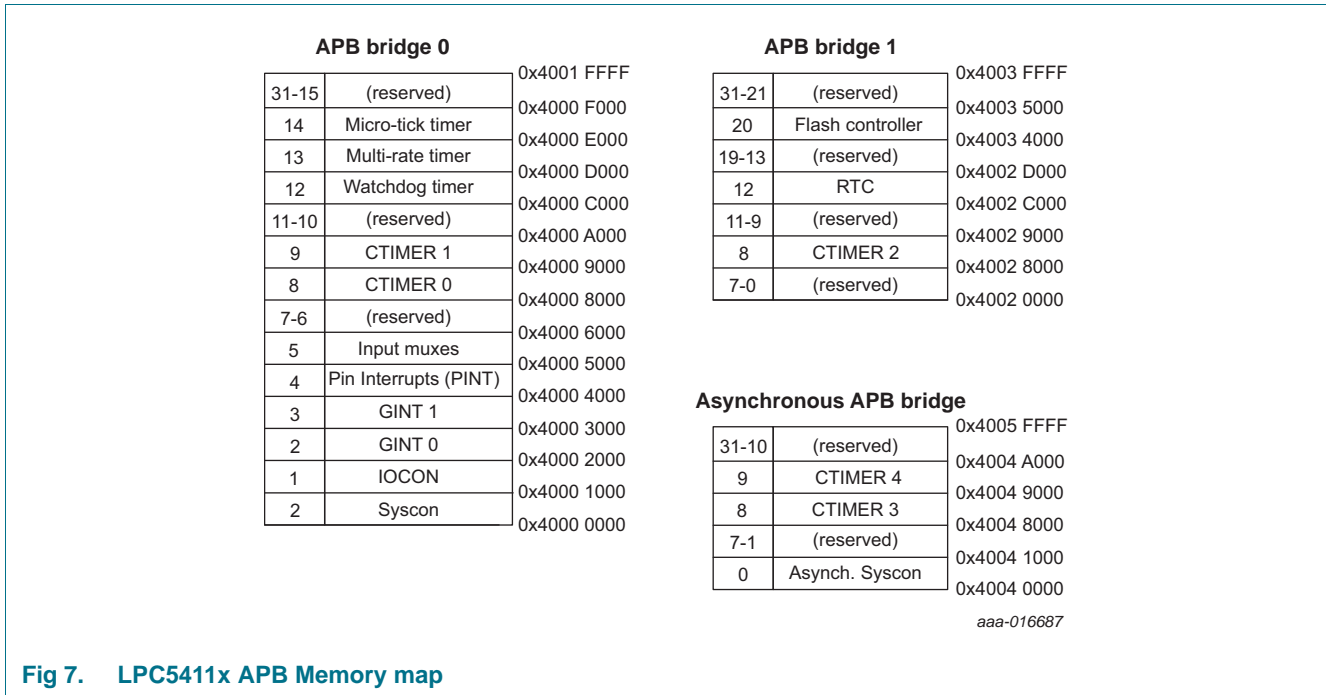 APB bridge 0
0x4001 FFFF
31-15 (reserved)
0x4000 F000
14 Micro-tick timer
0x4000 E000
13 Multi-rate timer
0x4000 D000
12 Watchdog timer
0x4000 C000
11-10 (reserved)
0x4000 A000
9 CTIMER 1
0x4000 9000
8 CTIMER 0
0x4000 8000
7-6 (reserved)
0x4000 6000
5 Input muxes
0x4000 5000
4 Pin Interrupts (PINT)
0x4000 4000
3 GINT 1
0x4000 3000
2 GINT 0
0x4000 2000
1 IOCON
0x4000 1000
2 Syscon
0x4000 0000
APB bridge 1
0x4003 FFFF
31-21 (reserved)
0x4003 5000
20 Flash controller
0x4003 4000
19-13 (reserved)
0x4002 D000
12 RTC
0x4002 C000
11-9 (reserved)
0x4002 9000
8 CTIMER 2
0x4002 8000
7-0 (reserved)
0x4002 0000
Asynchronous APB bridge
0x4005 FFFF
31-10 (reserved)
0x4004 A000
9 CTIMER 4
0x4004 9000
8 CTIMER 3
0x4004 8000
7-1 (reserved)
0x4004 1000
0 Asynch. Syscon
0x4004 0000
aaa-016687
Fig 7. LPC5411x APB Memory map